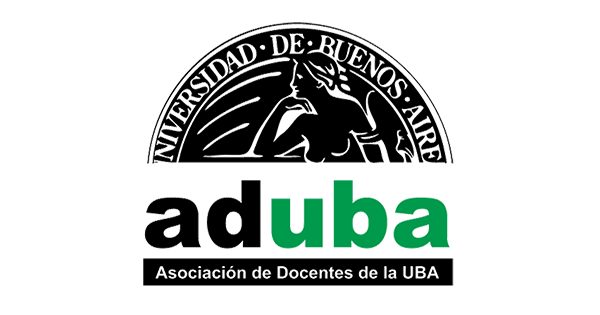 UNIVERSIDAD · DE · BUENOS · AIRES
aduba
Asociación de Docentes de la UBA